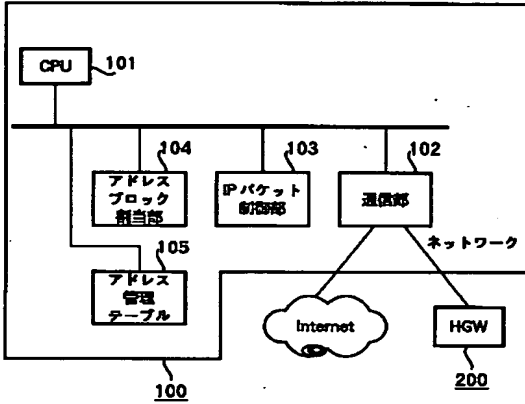 CPU
101
104
103
102
アドレス
ブロック
割当部
IPパケット
制御部
通信部
ネットワーク
105
アドレス
管理
テーブル
Internet
HGW
100
200